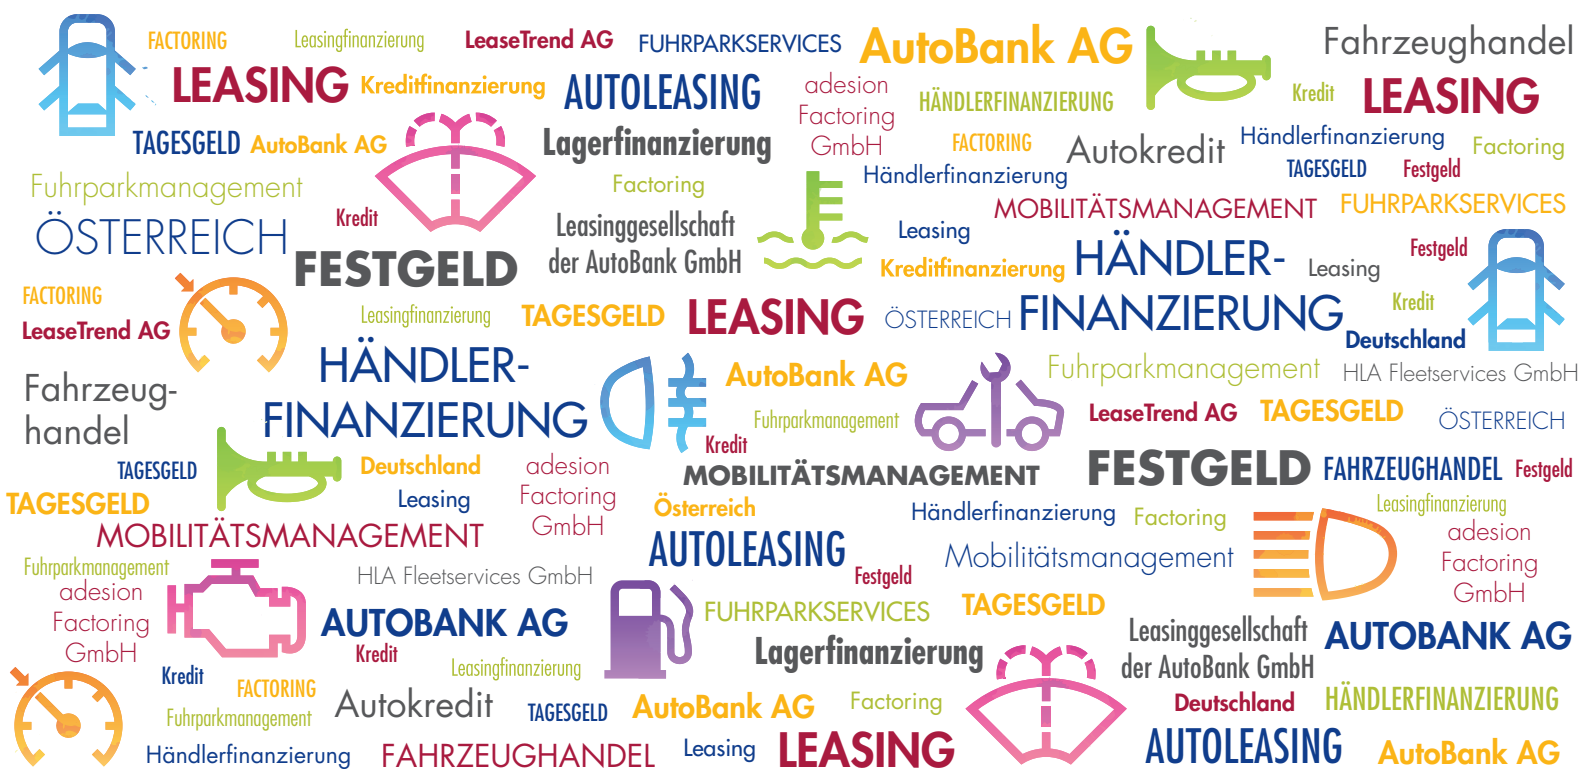 FACTORING
Leasingfinanzierung
LeaseTrend AG
FUHRPARKSERVICES
AutoBank AG
Fahrzeughandel
LEASING
Kreditfinanzierung
AUTOLEASING
adesion
Factoring
GmbH
HÄNDLERFINANZIERUNG
Kredit
LEASING
TAGESGELD
AutoBank AG
Lagerfinanzierung
FACTORING
Autokredit
Händlerfinanzierung
Factoring
Fuhrparkmanagement
Factoring
Händlerfinanzierung
TAGESGELD
Festgeld
ÖSTERREICH
Kredit
Leasinggesellschaft
der AutoBank GmbH
Leasing
MOBILITÄTSMANAGEMENT
FUHRPARKSERVICES
FESTGELD
Kreditfinanzierung
HÄNDLER-
FINANZIERUNG
Leasing
Festgeld
FACTORING
LeaseTrend AG
Leasingfinanzierung
TAGESGELD
LEASING
ÖSTERREICH
Kredit
Deutschland
Fahrzeug-
handel
HÄNDLER-
FINANZIERUNG
AutoBank AG
Fuhrparkmanagement
HLA Fleetservices GmbH
Fuhrparkmanagement
Kredit
LeaseTrend AG
TAGESGELD
ÖSTERREICH
TAGESGELD
Deutschland
adesion
Factoring
GmbH
MOBILITÄTSMANAGEMENT
FESTGELD
FAHRZEUGHANDEL
Festgeld
TAGESGELD
Leasing
Österreich
Händlerfinanzierung
Factoring
Leasingfinanzierung
MOBILITÄTSMANAGEMENT
AUTOLEASING
Mobilitätsmanagement
adesion
Factoring
GmbH
Fuhrparkmanagement
adesion
Factoring
GmbH
HLA Fleetservices GmbH
Festgeld
AUTOBANK AG
FUHRPARKSERVICES
TAGESGELD
Leasinggesellschaft
der AutoBank GmbH
AUTOBANK AG
Kredit
Kredit
Leasingfinanzierung
Lagerfinanzierung
FACTORING
Fuhrparkmanagement
Autokredit
TAGESGELD
AutoBank AG
Factoring
Deutschland
HÄNDLERFINANZIERUNG
Händlerfinanzierung
FAHRZEUGHANDEL
Leasing
LEASING
AUTOLEASING
AutoBank AG